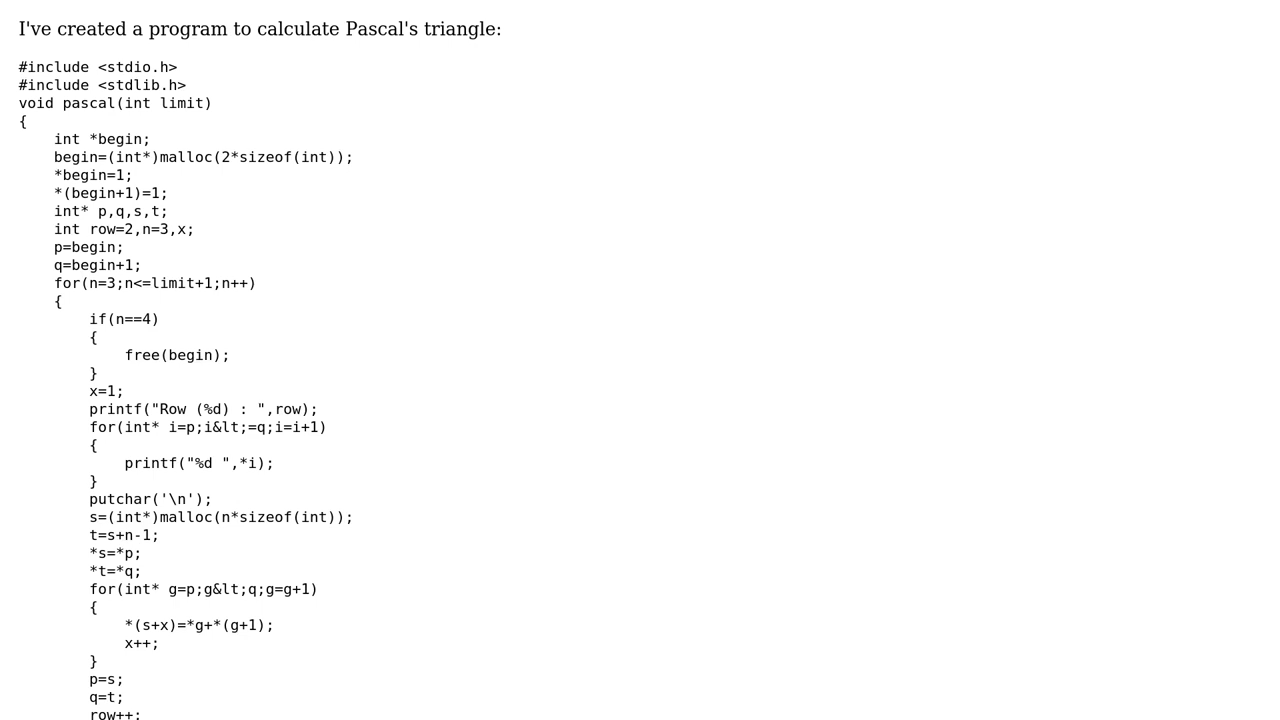 I've created a program to calculate Pascal's triangle:
#include <stdio.h>
#include <stdlib.h>
void pascal(int limit)
{
    int *begin;
    begin=(int*)malloc(2*sizeof(int));
    *begin=1;
    *(begin+1)=1;
    int* p,q,s,t;
    int row=2,n=3,x;
    p=begin;
    q=begin+1;
    for(n=3;n<=limit+1;n++)
    {
        if(n==4)
        {
            free(begin);
        }
        x=1;
        printf("Row (%d) : ",row);
        for(int* i=p;i&lt;=q;i=i+1)
        {
            printf("%d ",*i);
        }
        putchar('\n');
        s=(int*)malloc(n*sizeof(int));
        t=s+n-1;
        *s=*p;
        *t=*q;
        for(int* g=p;g&lt;q;g=g+1)
        {
            *(s+x)=*g+*(g+1);
            x++;
        }
        p=s;
        q=t;
        row++;